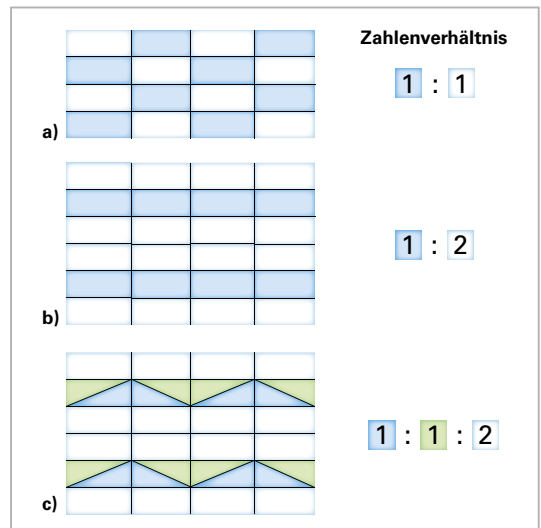 Zahlenverhältnis
1 : 1
a)
1 : 2
b)
1 : 1 : 2
c)